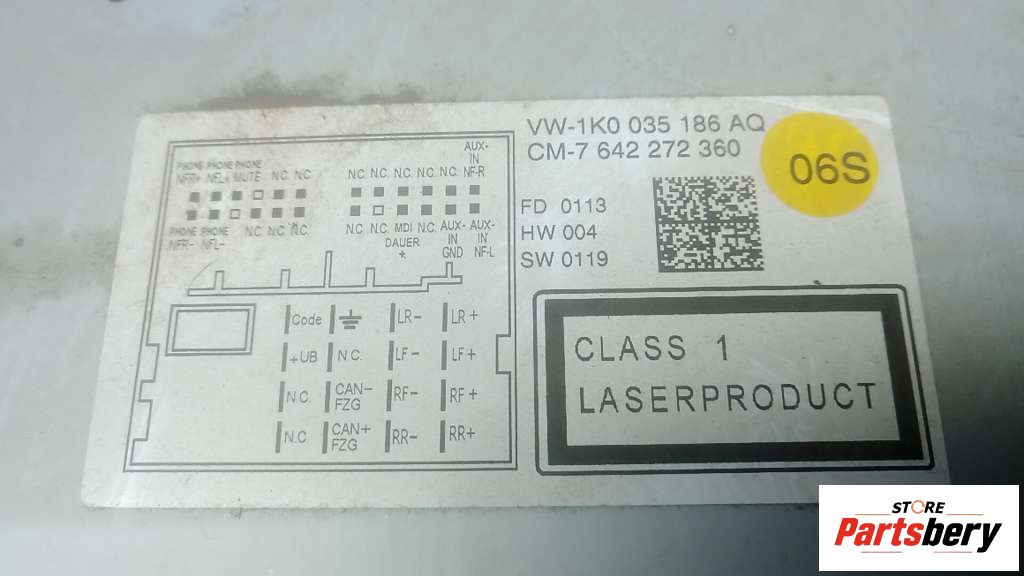 VW-1K0 035 186 AQ
CM-7 642 272 360
06S
FD 0113
HW 004
SW 0119
PHONE PHONE PHONE AUX-
NFR+ NFL+ MUTE N.C. N.C. N.C. N.C. N.C. N.C. N.C. IN
NF-R
PHONE PHONE N.C. N.C. N.C. N.C. N.C. MDI N.C. AUX- AUX-
NFR- NFL- DAUER IN IN
+ GND NF-L
Code LR- LR+
+UB N.C. LF- LF+
N.C. CAN- RF- RF+
FZG
N.C CAN+ RR- RR+
FZG
CLASS 1
LASERPRODUCT
STORE
Partsbery